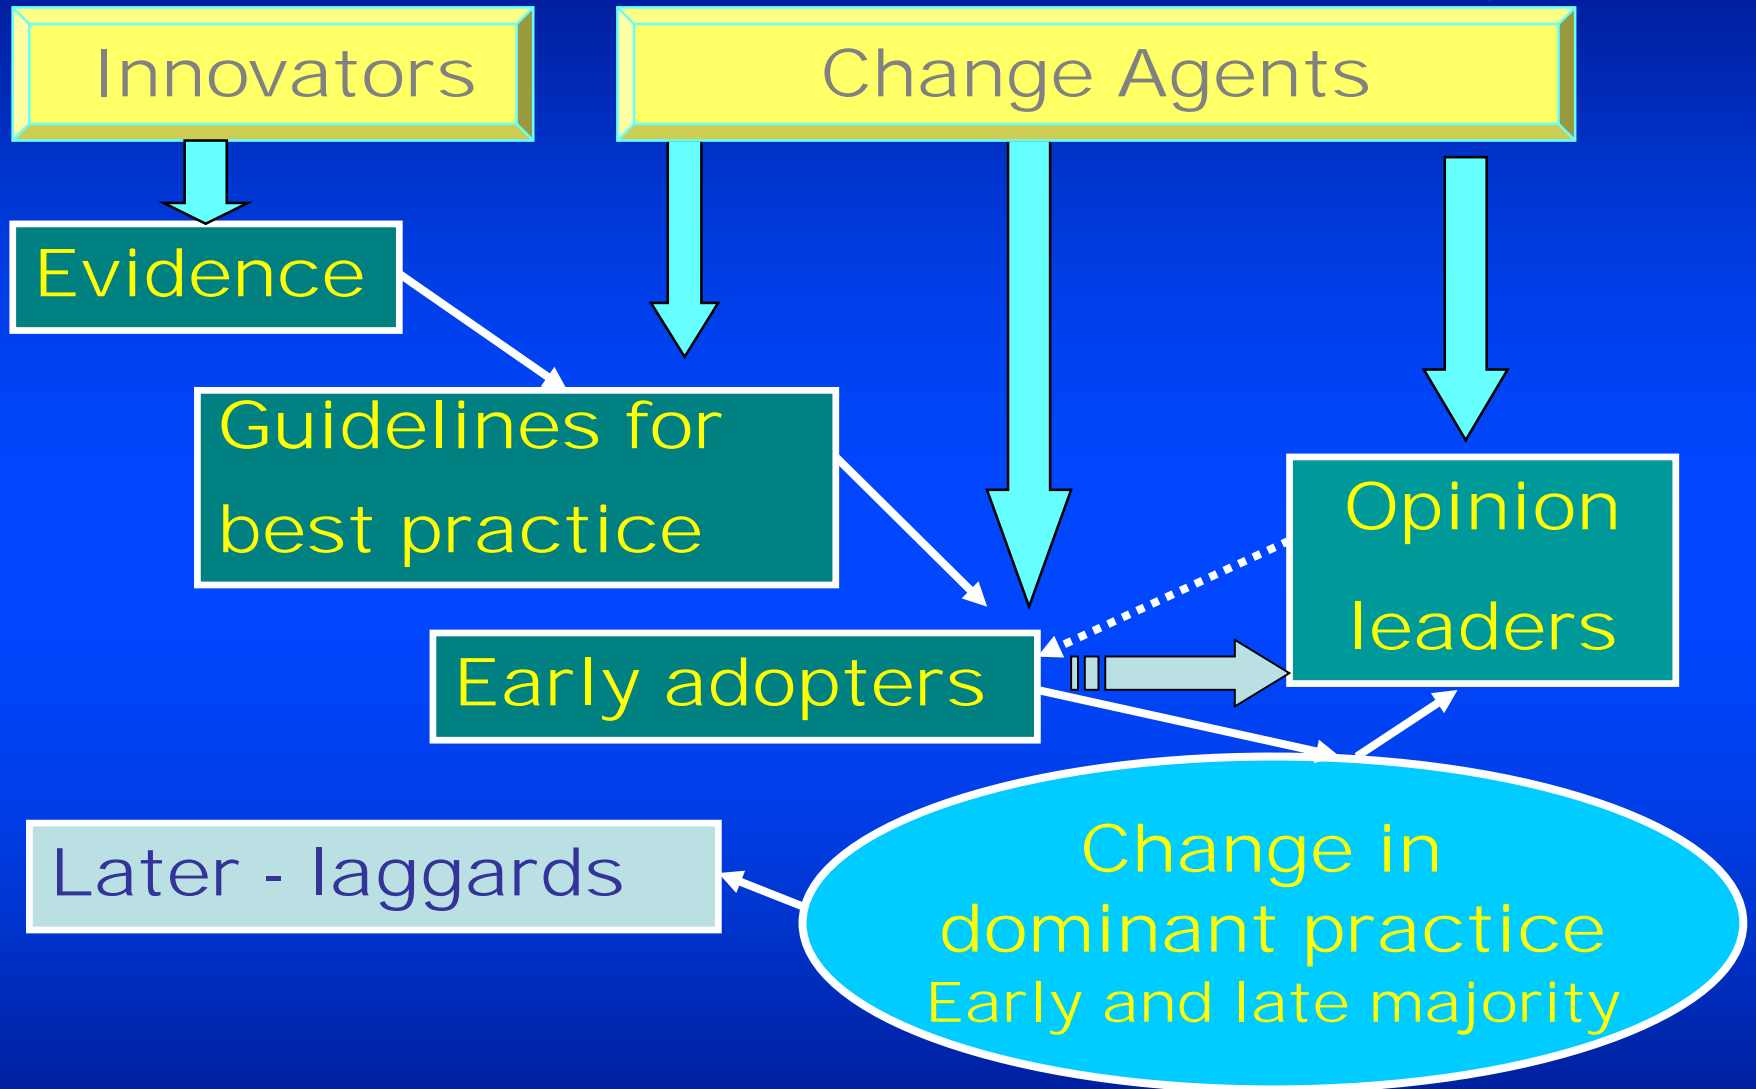 Innovators
Change Agents
Evidence
Guidelines for
best practice
Opinion
leaders
Early adopters
Later - laggards
Change in
dominant practice
Early and late majority